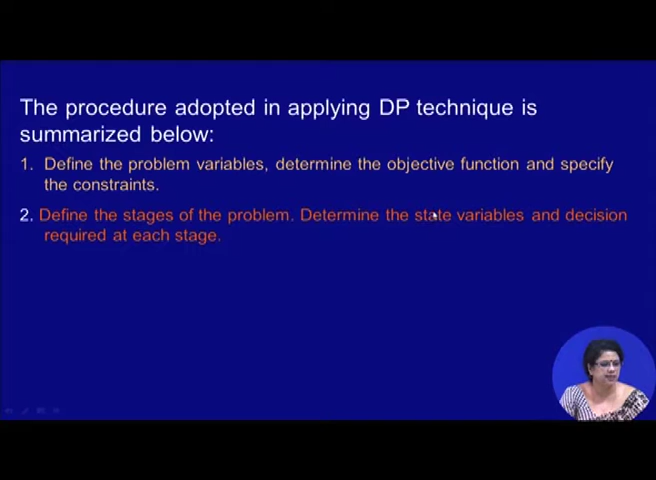 The procedure adopted in applying DP technique is
summarized below:
1. Define the problem variables, determine the objective function and specify
the constraints.
2. Define the stages of the problem. Determine the state variables and decision
required at each stage.